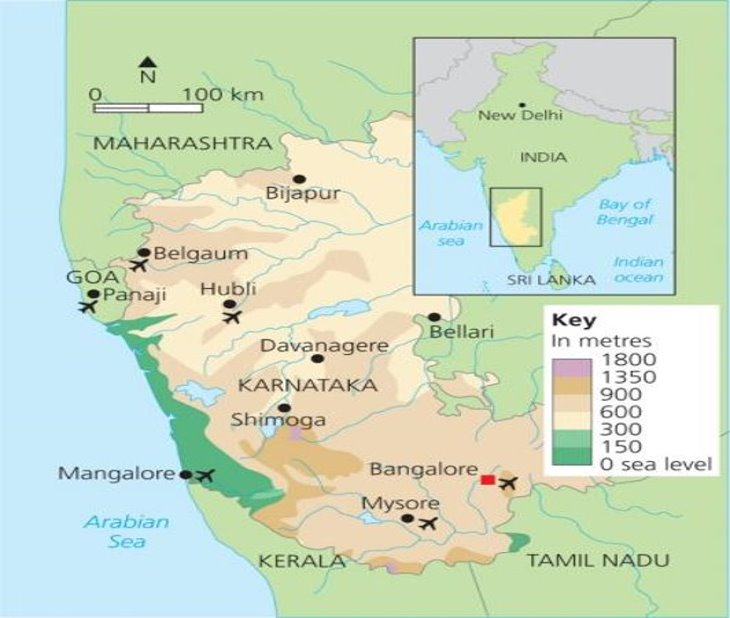 N
0 100 km
MAHARASHTRA
Bijapur
Belgaum
GOA
Panaji
Hubli
Bellari
Davanagere
KARNATAKA
Shimoga
Mangalore
Bangalore
Mysore
Arabian
Sea
KERALA
TAMIL NADU
New Delhi
INDIA
Arabian
sea
Bay of
Bengal
Indian
ocean
SRI LANKA
Key
In metres
1800
1350
900
600
300
150
0 sea level